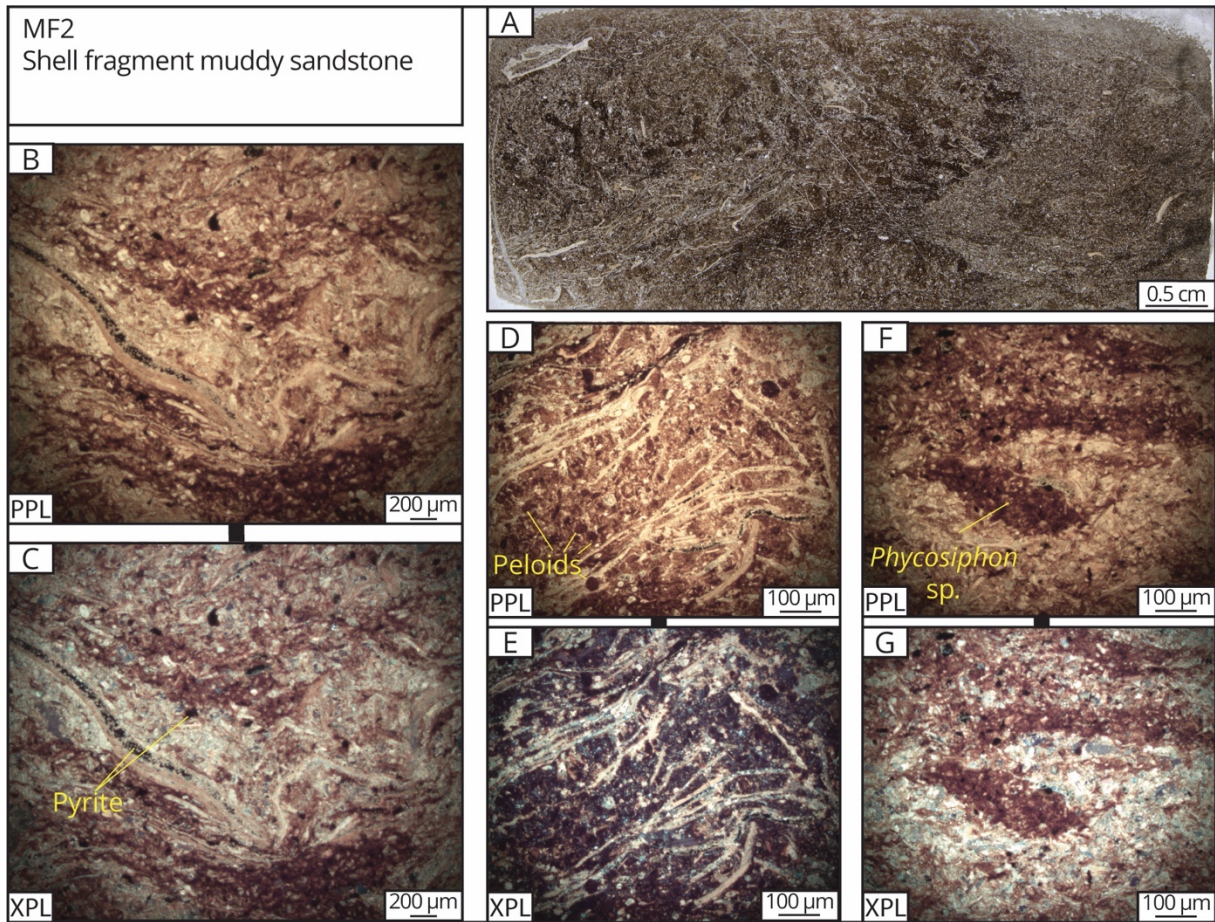 MF2
Shell fragment muddy sandstone
A
0.5 cm
B
PPL
200 µm
C
Pyrite
XPL
200 µm
D
Peloids
PPL
100 µm
E
XPL
100 µm
F
Phycosiphon
sp.
PPL
100 µm
G
XPL
100 µm